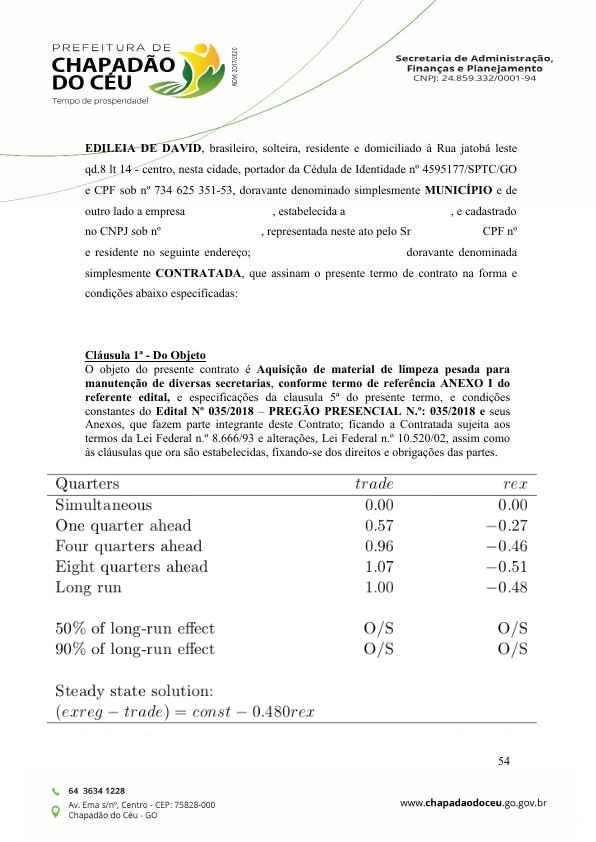 PREFEITURA DE
CHAPADÃO
DO CÉU
Tempo de prosperidade!
ADM: 2017/2020
Secretaria de Administração,
Finanças e Planejamento
CNPJ: 24.859.332/0001-94
EDILEIA DE DAVID, brasileiro, solteira, residente e domiciliado à Rua jatobá leste
qd.8 lt 14 - centro, nesta cidade, portador da Cédula de Identidade nº 4595177/SPTC/GO
e CPF sob nº 734 625 351-53, doravante denominado simplesmente MUNICÍPIO e de
outro lado a empresa , estabelecida a , e cadastrado
no CNPJ sob nº , representada neste ato pelo Sr CPF nº
e residente no seguinte endereço; doravante denominada
simplesmente CONTRATADA, que assinam o presente termo de contrato na forma e
condições abaixo especificadas:
Cláusula 1ª - Do Objeto
O objeto do presente contrato é Aquisição de material de limpeza pesada para
manutenção de diversas secretarias, conforme termo de referência ANEXO I do
referente edital, e especificações da clausula 5ª do presente termo, e condições
constantes do Edital Nº 035/2018 – PREGÃO PRESENCIAL N.º: 035/2018 e seus
Anexos, que fazem parte integrante deste Contrato; ficando a Contratada sujeita aos
termos da Lei Federal n.º 8.666/93 e alterações, Lei Federal n.º 10.520/02, assim como
às cláusulas que ora são estabelecidas, fixando-se dos direitos e obrigações das partes.
Quarters trade rex
Simultaneous 0.00 0.00
One quarter ahead 0.57 −0.27
Four quarters ahead 0.96 −0.46
Eight quarters ahead 1.07 −0.51
Long run 1.00 −0.48
50% of long-run effect O/S O/S
90% of long-run effect O/S O/S
Steady state solution:
(exreg − trade) = const − 0.480rex
54
64 3634 1228
Av. Ema s/nº, Centro - CEP: 75828-000
Chapadão do Céu - GO
www.chapadaodoceu.go.gov.br